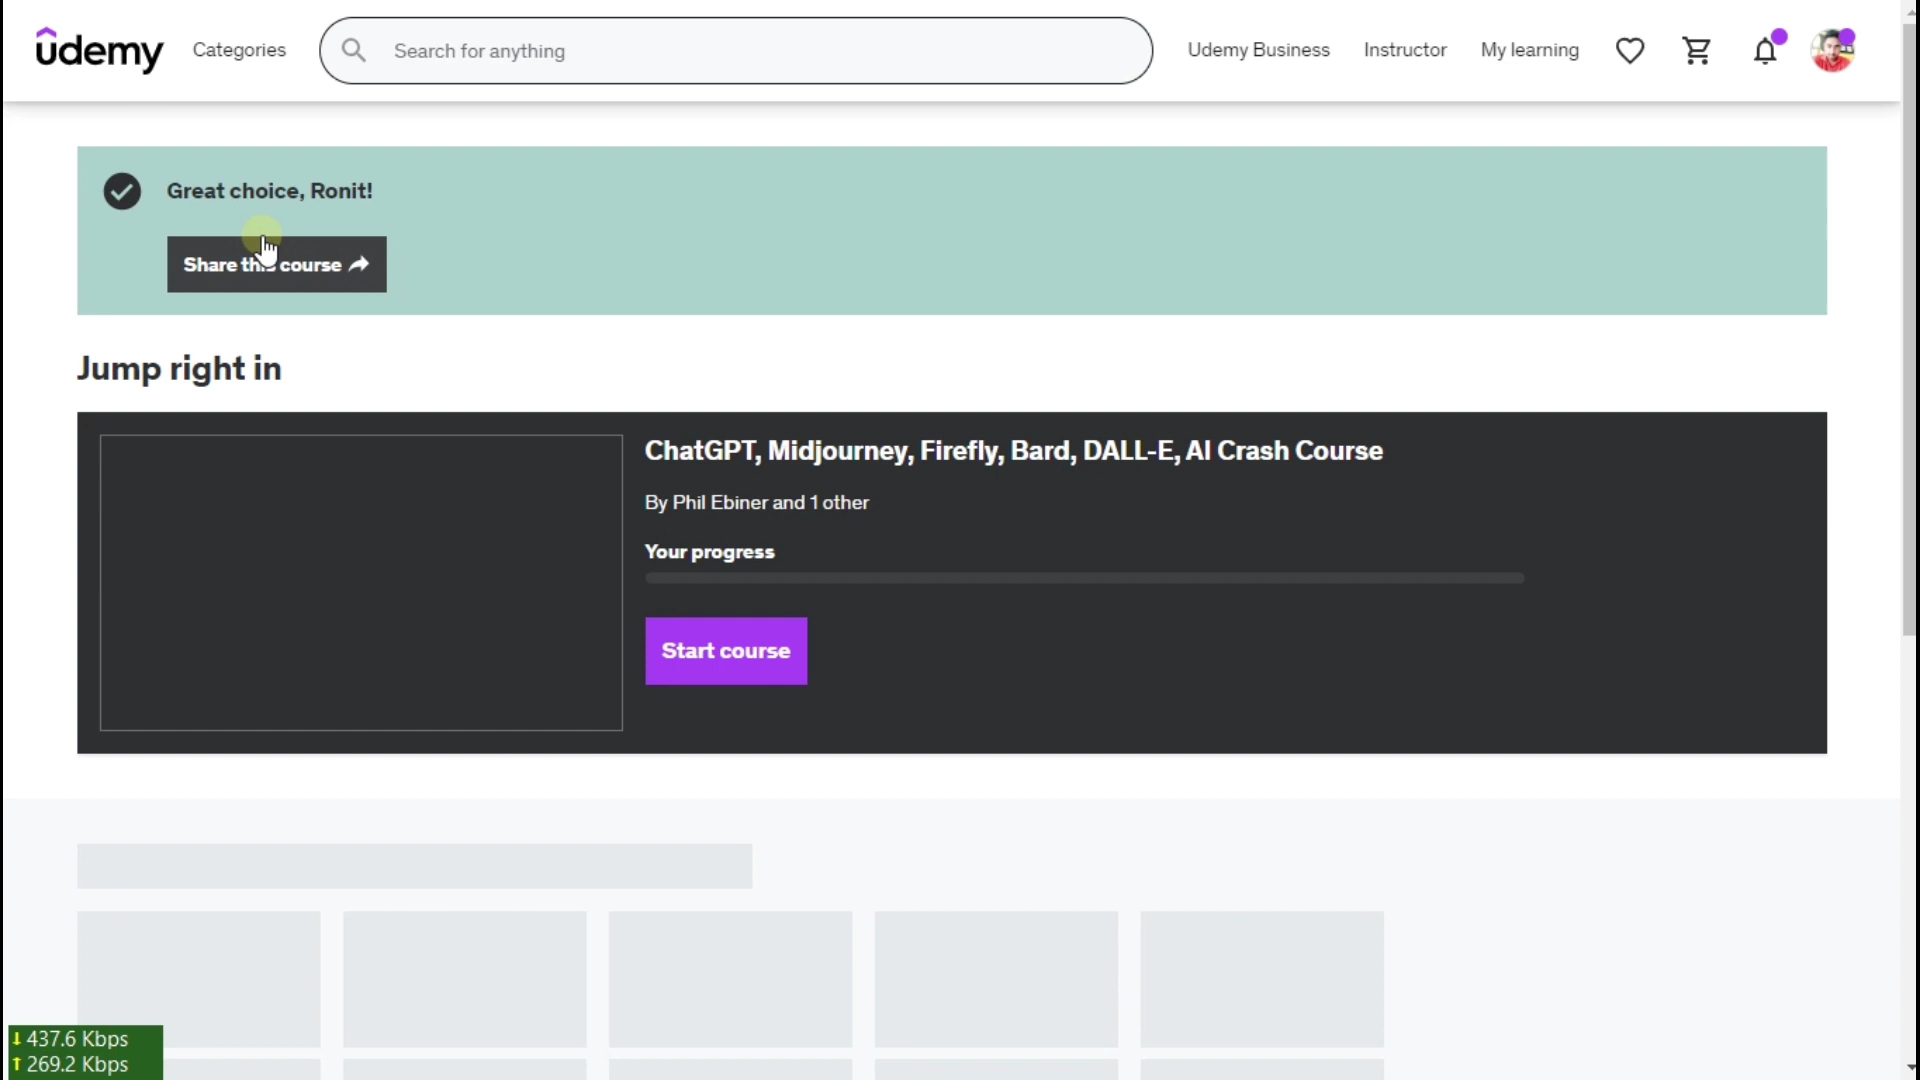 udemy
Categories
Search for anything
Udemy Business
Instructor
My learning
Great choice, Ronit!
Share this course
Jump right in
ChatGPT, Midjourney, Firefly, Bard, DALL-E, AI Crash Course
By Phil Ebiner and 1 other
Your progress
Start course
↓ 437.6 Kbps
↑ 269.2 Kbps